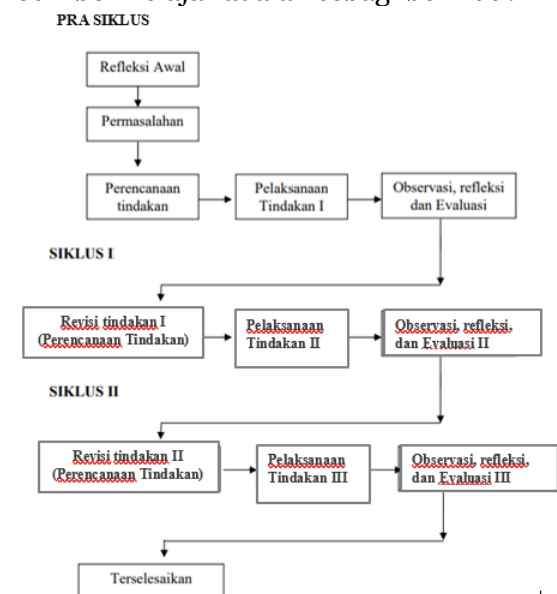 PRA SIKLUS
Refleksi Awal
Permasalahan
Perencanaan
tindakan
Pelaksanaan
Tindakan I
Observasi, refleksi
dan Evaluasi
SIKLUS I
Revisi tindakan I
(Perencanaan Tindakan)
Pelaksanaan
Tindakan II
Observasi, refleksi,
dan Evaluasi II
SIKLUS II
Revisi tindakan II
(Perencanaan Tindakan)
Pelaksanaan
Tindakan III
Observasi, refleksi,
dan Evaluasi III
Terselesaikan